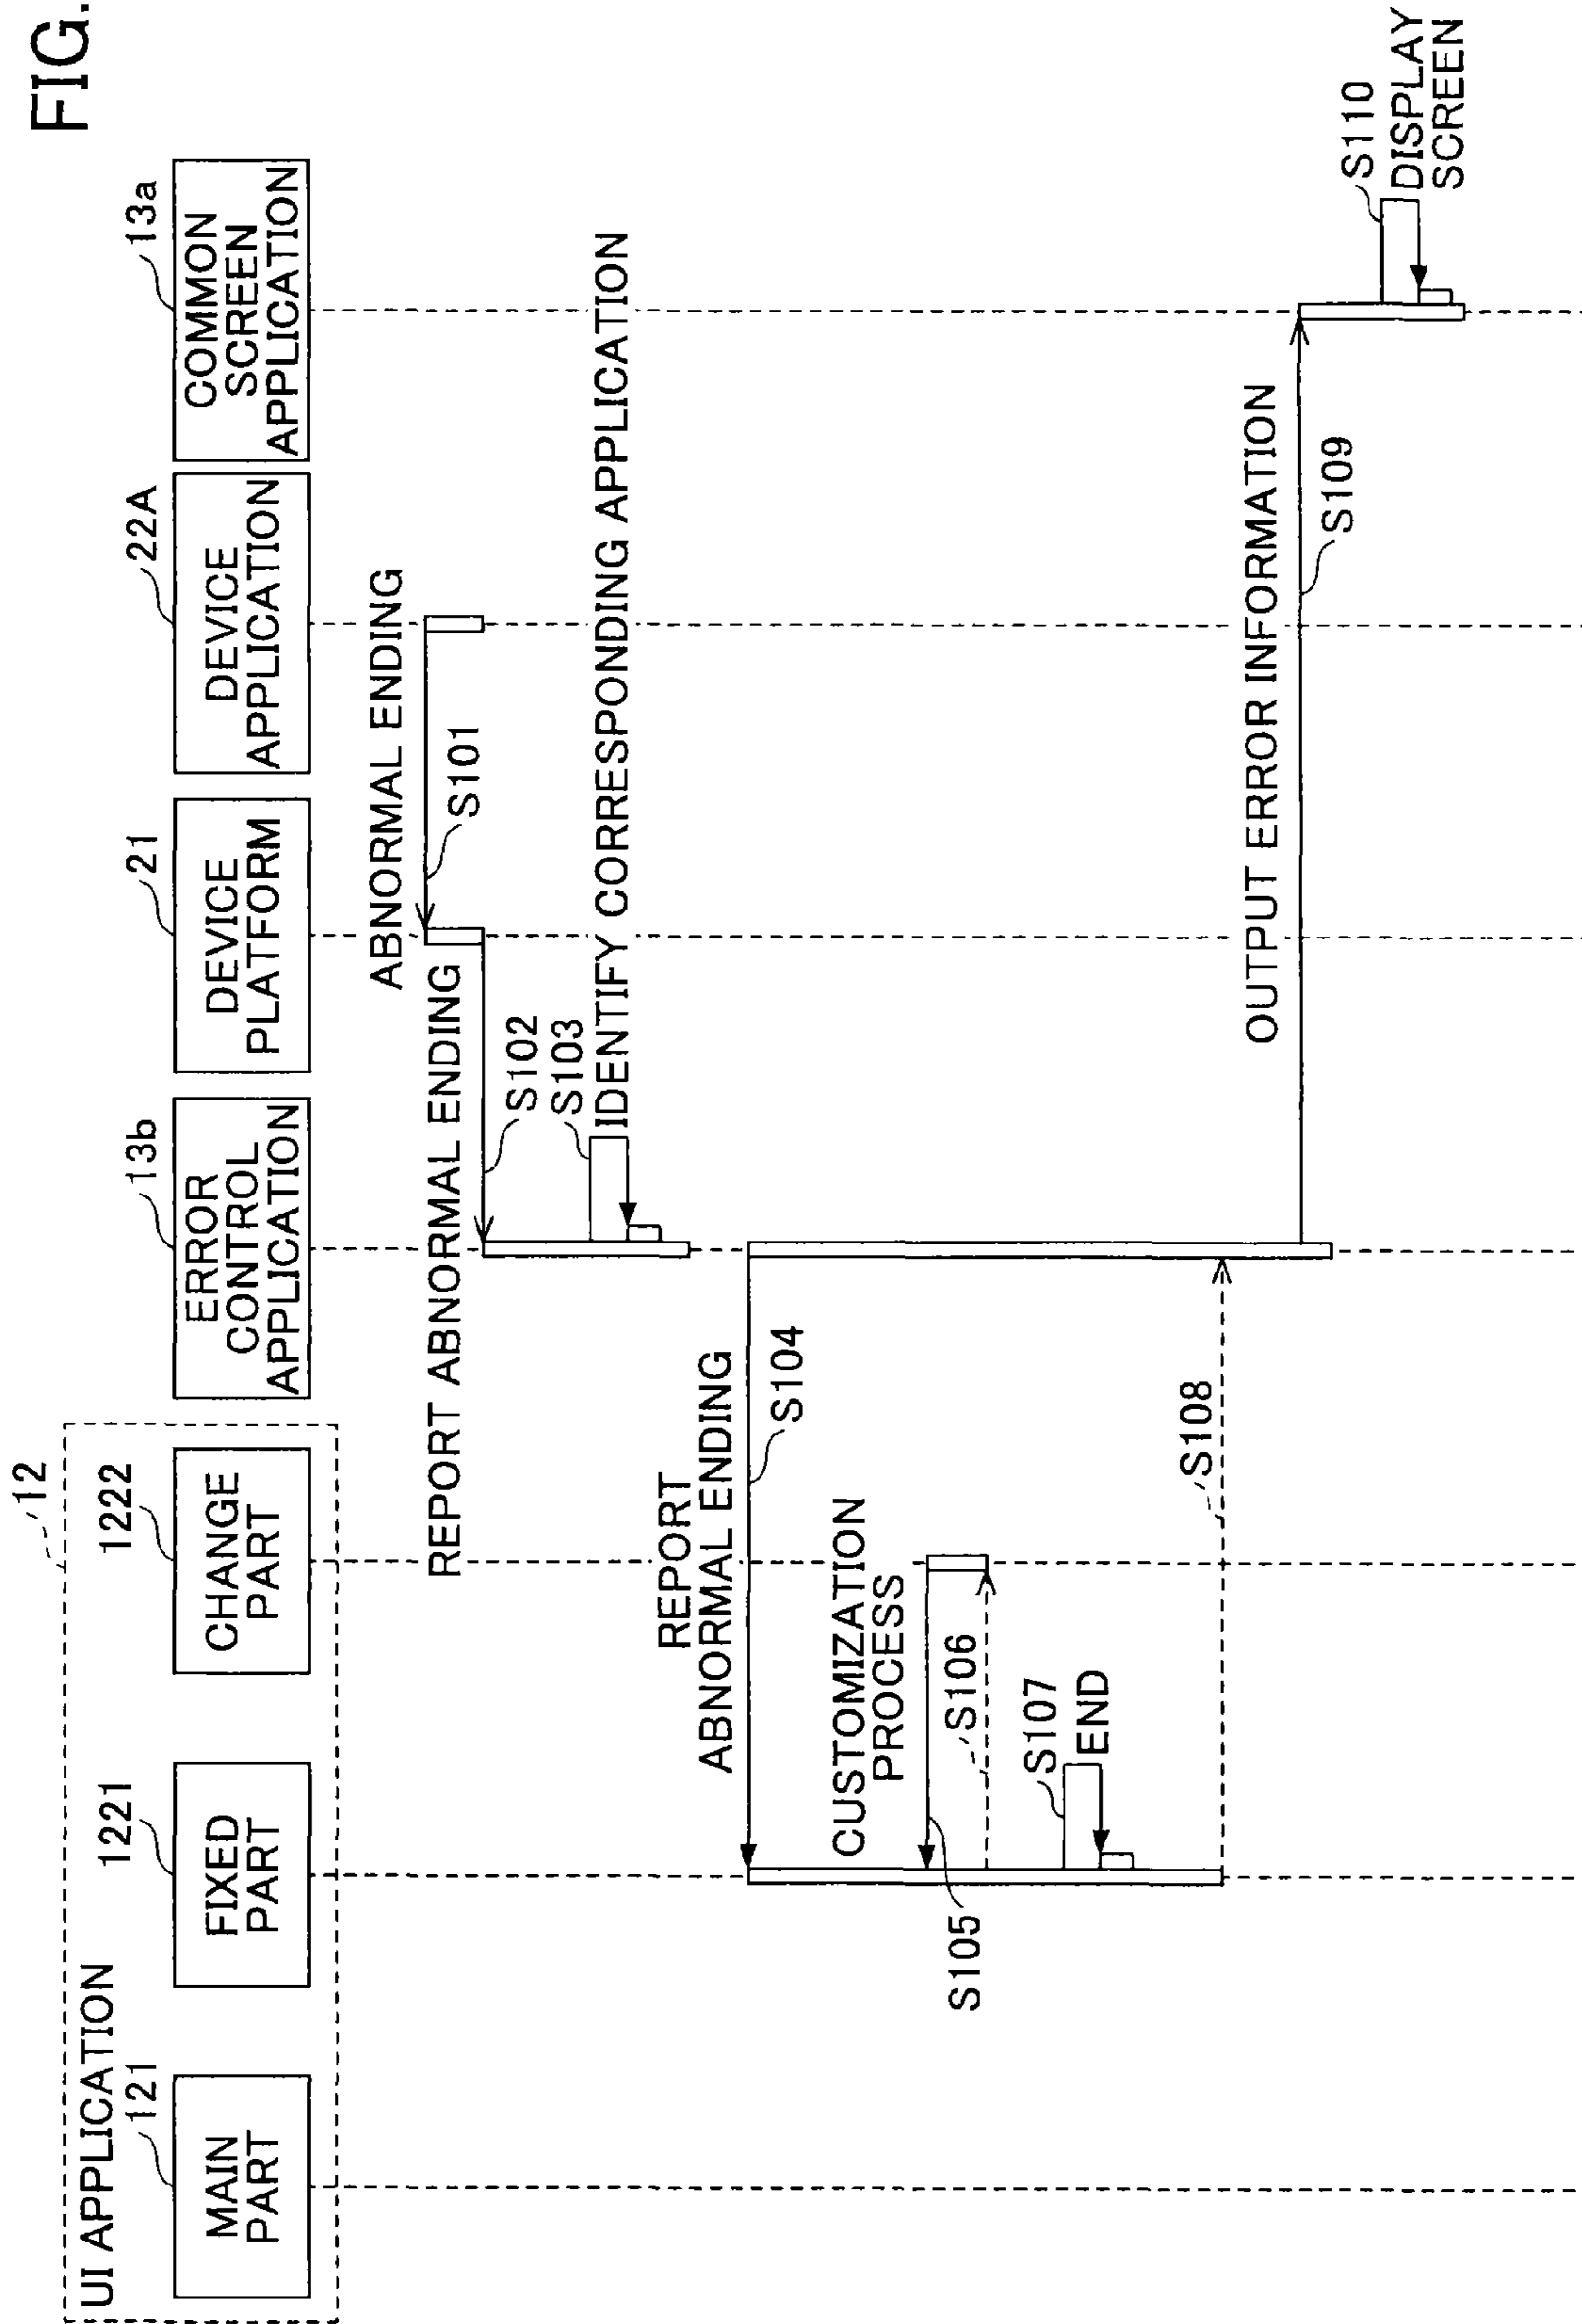 FIG.
UI APPLICATION
12
121
MAIN
PART
1221
FIXED
PART
1222
CHANGE
PART
13b
ERROR
CONTROL
APPLICATION
21
DEVICE
PLATFORM
22A
DEVICE
APPLICATION
13a
COMMON
SCREEN
APPLICATION
ABNORMAL ENDING
S101
REPORT ABNORMAL ENDING
S102
S103
IDENTIFY CORRESPONDING APPLICATION
REPORT
ABNORMAL ENDING
S104
CUSTOMIZATION
PROCESS
S105
S106
S107
END
S108
OUTPUT ERROR INFORMATION
S109
S110
DISPLAY
SCREEN